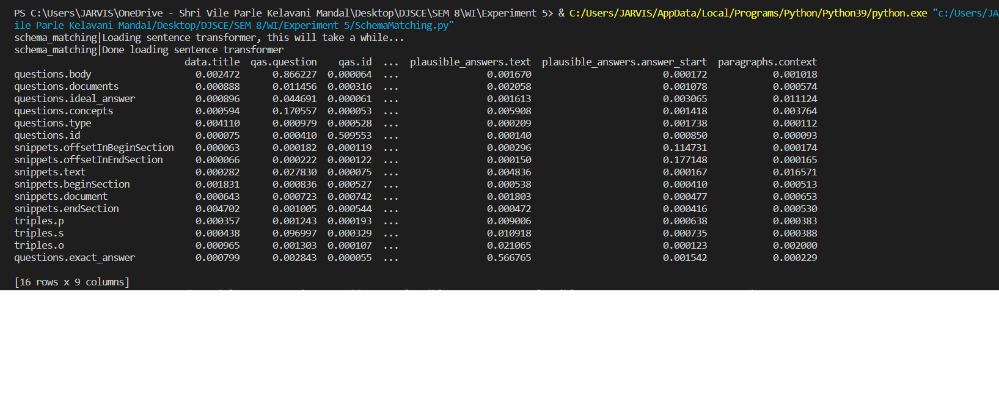 PS C:\Users\JARVIS\OneDrive - Shri Vile Parle Kelavani Mandal\Desktop\DJSCE\SEM 8\WI\Experiment 5> & C:/Users/JARVIS/AppData/Local/Programs/Python/Python39/python.exe "c:/Users/JA
ile Parle Kelavani Mandal/Desktop/DJSCE/SEM 8/WI/Experiment 5/SchemaMatching.py"
schema_matching|Loading sentence transformer, this will take a while...
schema_matching|Done loading sentence transformer
data.title qas.question qas.id ... plausible_answers.text plausible_answers.answer_start paragraphs.context
questions.body 0.002472 0.866227 0.000064 ... 0.001670 0.000172 0.001018
questions.documents 0.000888 0.011456 0.000316 ... 0.002058 0.001078 0.000574
questions.ideal_answer 0.000896 0.044691 0.000061 ... 0.001613 0.003065 0.011124
questions.concepts 0.000594 0.170557 0.000053 ... 0.005908 0.001418 0.003764
questions.type 0.004110 0.000979 0.000528 ... 0.000209 0.001738 0.000112
questions.id 0.000075 0.000410 0.509553 ... 0.000140 0.000850 0.000093
snippets.offsetInBeginSection 0.000063 0.000182 0.000119 ... 0.000296 0.114731 0.000174
snippets.offsetInEndSection 0.000066 0.000222 0.000122 ... 0.000150 0.177148 0.000165
snippets.text 0.000282 0.027830 0.000075 ... 0.004836 0.000167 0.016571
snippets.beginSection 0.001831 0.000836 0.000527 ... 0.000538 0.000410 0.000513
snippets.document 0.000643 0.000723 0.000742 ... 0.001803 0.000477 0.000653
snippets.endSection 0.004702 0.001005 0.000544 ... 0.000472 0.000416 0.000530
triples.p 0.000357 0.001243 0.000193 ... 0.009006 0.000638 0.000383
triples.s 0.000438 0.096997 0.000329 ... 0.010918 0.000735 0.000388
triples.o 0.000965 0.001303 0.000107 ... 0.021065 0.000123 0.002000
questions.exact_answer 0.000799 0.002843 0.000055 ... 0.566765 0.001542 0.000229
[16 rows x 9 columns]